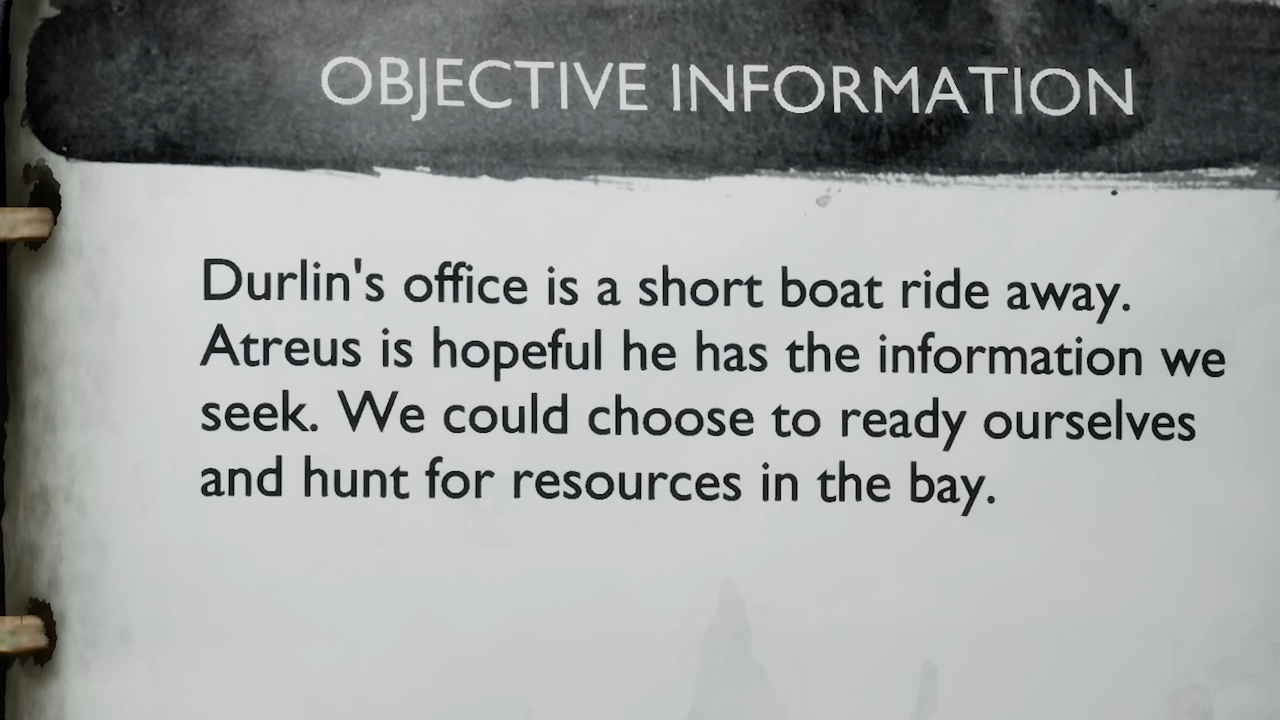 OBJECTIVE INFORMATION
Durlin's office is a short boat ride away.
Atreus is hopeful he has the information we
seek. We could choose to ready ourselves
and hunt for resources in the bay.